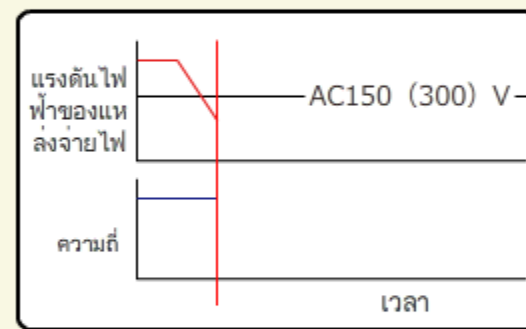 แรงดันไฟ
ฟ้าของแห
ล่งจ่ายไฟ
AC150（300）V
ความถี่
เวลา